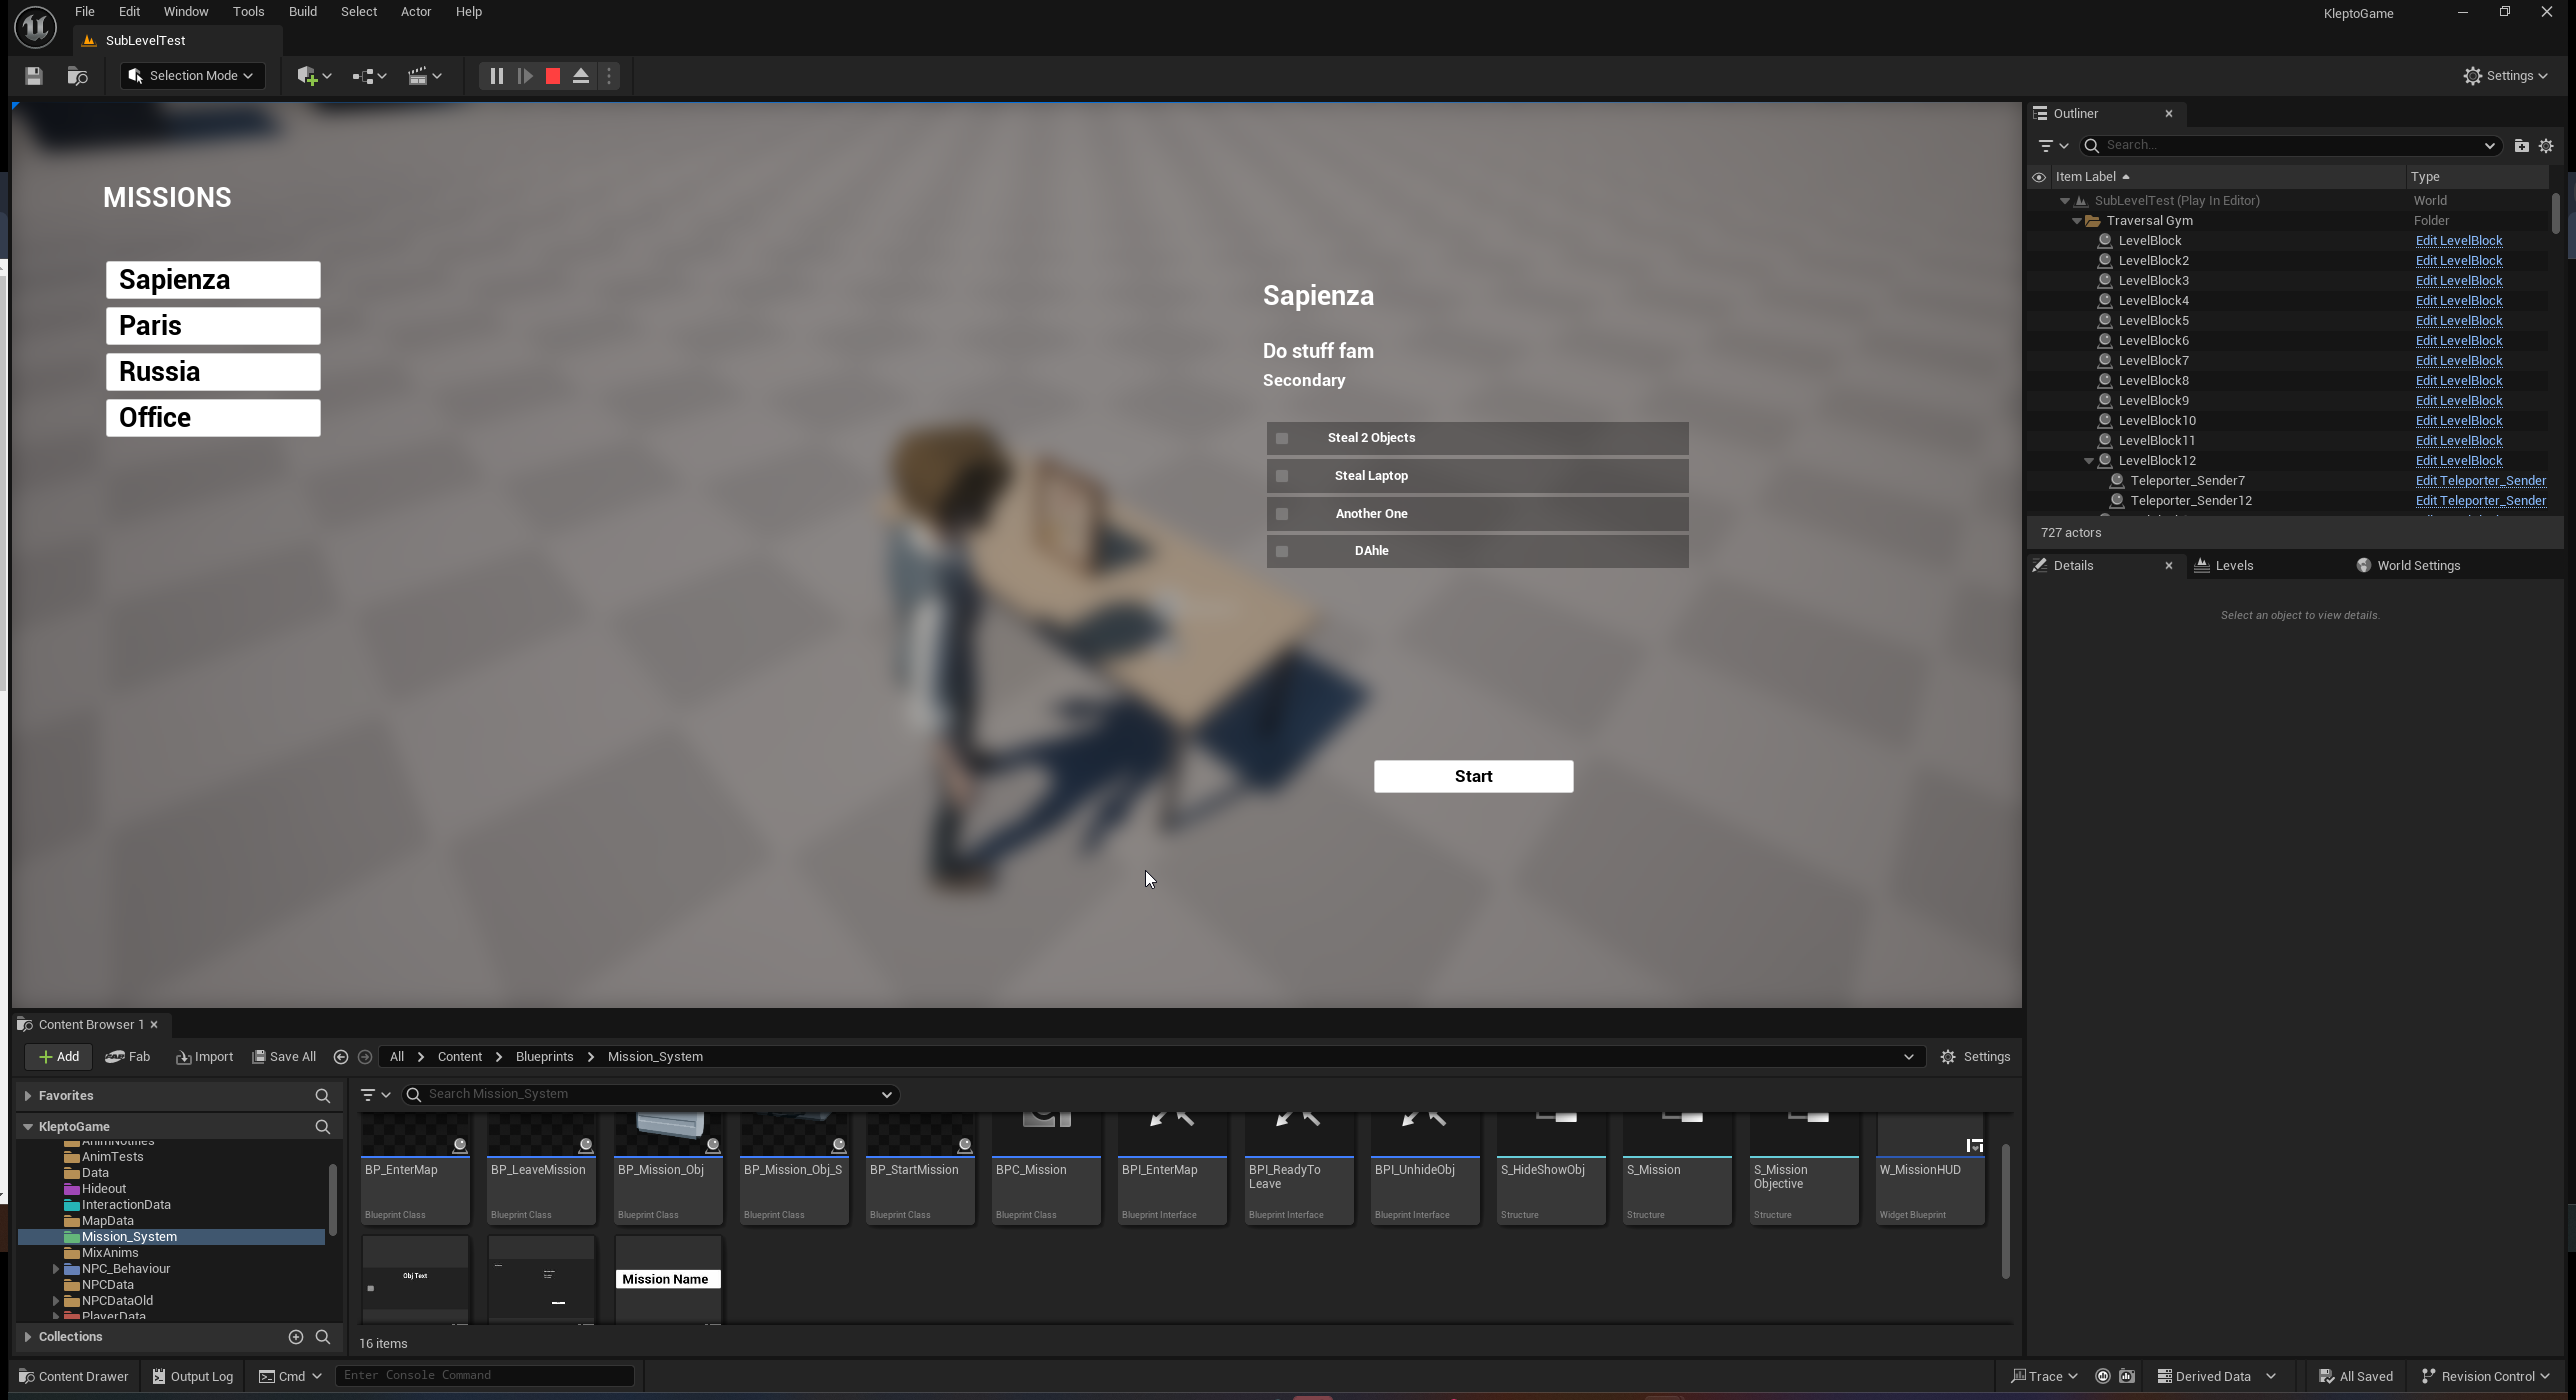 File Edit Window Tools Build Select Actor Help
KleptoGame
SubLevelTest
Selection Mode
Settings
MISSIONS
Sapienza
Paris
Russia
Office
Sapienza
Do stuff fam
Secondary
Steal 2 Objects
Steal Laptop
Another One
DAhle
Start
Outliner
Search...
Item Label Type
SubLevelTest (Play In Editor) World
Traversal Gym Folder
LevelBlock Edit LevelBlock
LevelBlock2 Edit LevelBlock
LevelBlock3 Edit LevelBlock
LevelBlock4 Edit LevelBlock
LevelBlock5 Edit LevelBlock
LevelBlock6 Edit LevelBlock
LevelBlock7 Edit LevelBlock
LevelBlock8 Edit LevelBlock
LevelBlock9 Edit LevelBlock
LevelBlock10 Edit LevelBlock
LevelBlock11 Edit LevelBlock
LevelBlock12 Edit LevelBlock
Teleporter_Sender7 Edit Teleporter_Sender
Teleporter_Sender12 Edit Teleporter_Sender
727 actors
Details Levels World Settings
Select an object to view details.
Content Browser 1
Add Fab Import Save All All Content Blueprints Mission_System Settings
Favorites
Search Mission_System
KleptoGame
AnimNotifies
AnimTests
Data
Hideout
InteractionData
MapData
Mission_System
MixAnims
NPC_Behaviour
NPCData
NPCDataOld
PlayerData
Collections
BP_EnterMap BP_LeaveMission BP_Mission_Obj BP_Mission_Obj_S BP_StartMission BPC_Mission BPI_EnterMap BPI_ReadyTo BPI_UnhideObj S_HideShowObj S_Mission S_Mission W_MissionHUD
Leave Objective
Blueprint Class Blueprint Class Blueprint Class Blueprint Class Blueprint Class Blueprint Class Blueprint Interface Blueprint Interface Blueprint Interface Structure Structure Structure Widget Blueprint
Obj Text
Mission Name
16 items
Content Drawer Output Log Cmd Enter Console Command Trace Derived Data All Saved Revision Control